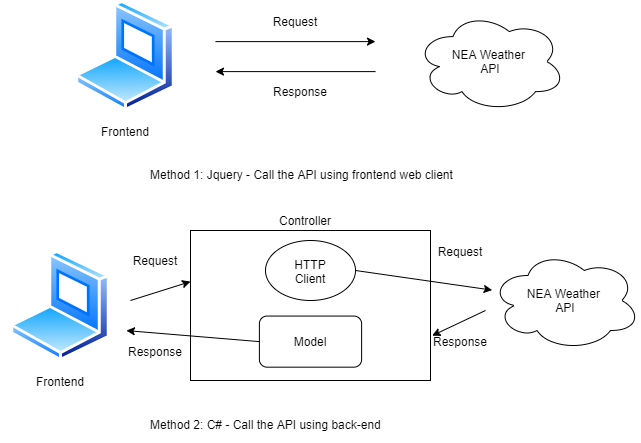 Request
NEA Weather
API
Response
Frontend
Method 1: Jquery - Call the API using frontend web client
Controller
Request
HTTP
Client
Request
NEA Weather
API
Model
Response
Response
Frontend
Method 2: C# - Call the API using back-end